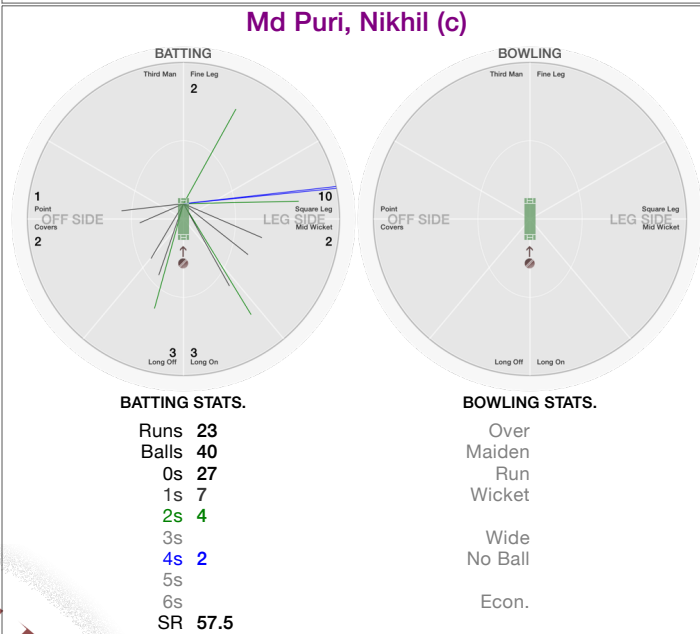 Md Puri, Nikhil (c)
BATTING
Third Man Fine Leg
2
1
Point
OFF SIDE
Covers
2
10
Square Leg
LEG SIDE
Mid Wicket
2
3 3
Long Off Long On
BOWLING
Third Man Fine Leg
Point
OFF SIDE
Covers
Square Leg
LEG SIDE
Mid Wicket
Long Off Long On
BATTING STATS.
Runs 23
Balls 40
0s 27
1s 7
2s 4
3s
4s 2
5s
6s
SR 57.5
BOWLING STATS.
Over
Maiden
Run
Wicket
Wide
No Ball
Econ.